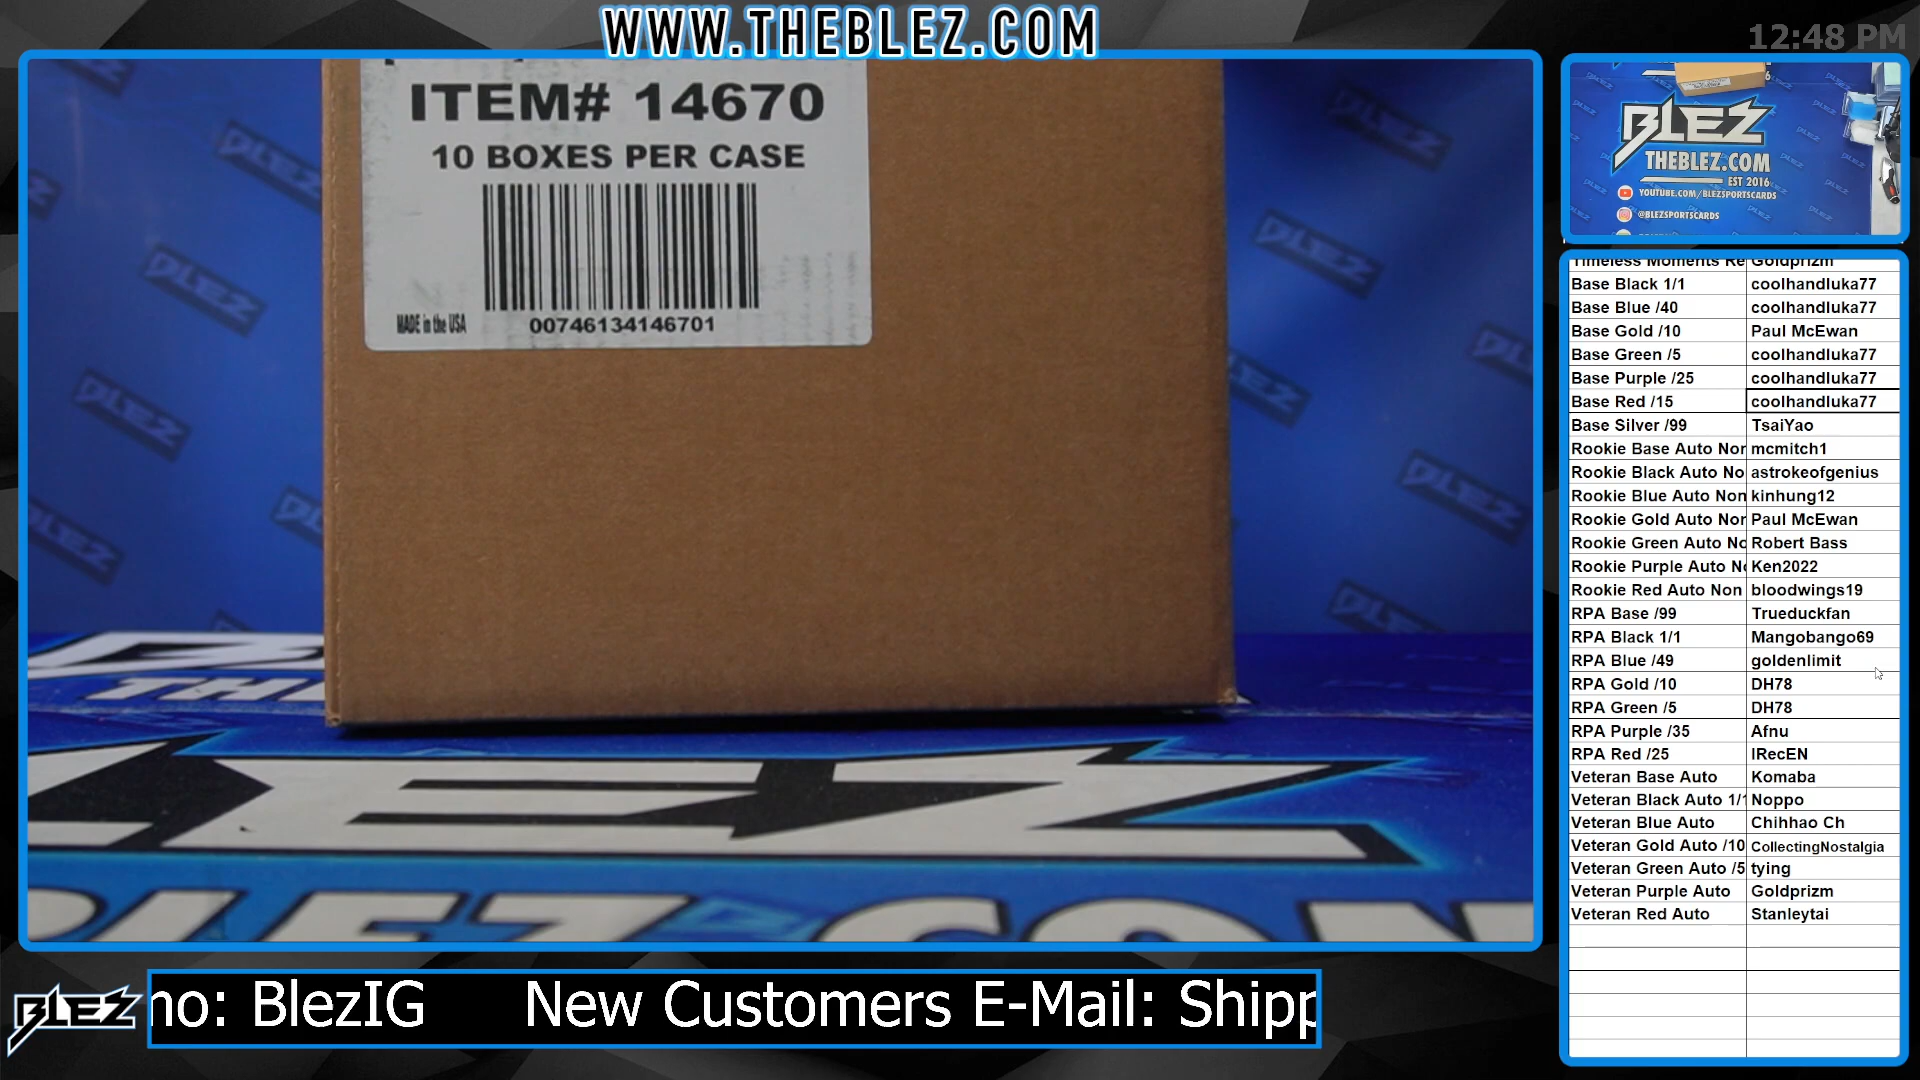 WWW.THEBLEZ.COM
12:48 PM
ITEM# 14670
10 BOXES PER CASE
MADE in the USA
00746134146701
BLEZ
THEBLEZ.COM
EST 2016
YOUTUBE.COM/BLEZSPORTSCARDS
@BLEZSPORTSCARDS
Timeless Moments Re Goldprizm
Base Black 1/1 coolhandluka77
Base Blue /40 coolhandluka77
Base Gold /10 Paul McEwan
Base Green /5 coolhandluka77
Base Purple /25 coolhandluka77
Base Red /15 coolhandluka77
Base Silver /99 TsaiYao
Rookie Base Auto Nor mcmitch1
Rookie Black Auto No astrokeofgenius
Rookie Blue Auto Non kinhung12
Rookie Gold Auto Nor Paul McEwan
Rookie Green Auto No Robert Bass
Rookie Purple Auto No Ken2022
Rookie Red Auto Non bloodwings19
RPA Base /99 Trueduckfan
RPA Black 1/1 Mangobango69
RPA Blue /49 goldenlimit
RPA Gold /10 DH78
RPA Green /5 DH78
RPA Purple /35 Afnu
RPA Red /25 IRecEN
Veteran Base Auto Komaba
Veteran Black Auto 1/1 Noppo
Veteran Blue Auto Chihhao Ch
Veteran Gold Auto /10 CollectingNostalgia
Veteran Green Auto /5 tying
Veteran Purple Auto Goldprizm
Veteran Red Auto Stanleytai
BLEZ
no: BlezIG New Customers E-Mail: Shipp